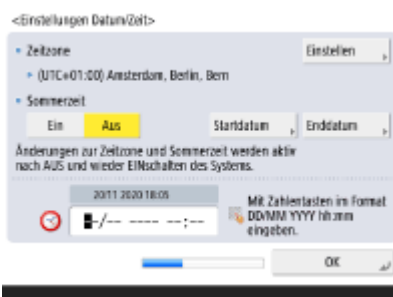 <Einstellungen Datum/Zeit>
Zeitzone
Einstellen
(UTC+01:00) Amsterdam, Berlin, Bern
Sommerzeit
Ein Aus Startdatum Enddatum
Änderungen zur Zeitzone und Sommerzeit werden aktiv
nach AUS und wieder EINschalten des Systems.
20/11 2020 18:05
-/-- ---- --:--
Mit Zahlentasten im Format
DD/MM YYYY hh:mm
eingeben.
OK